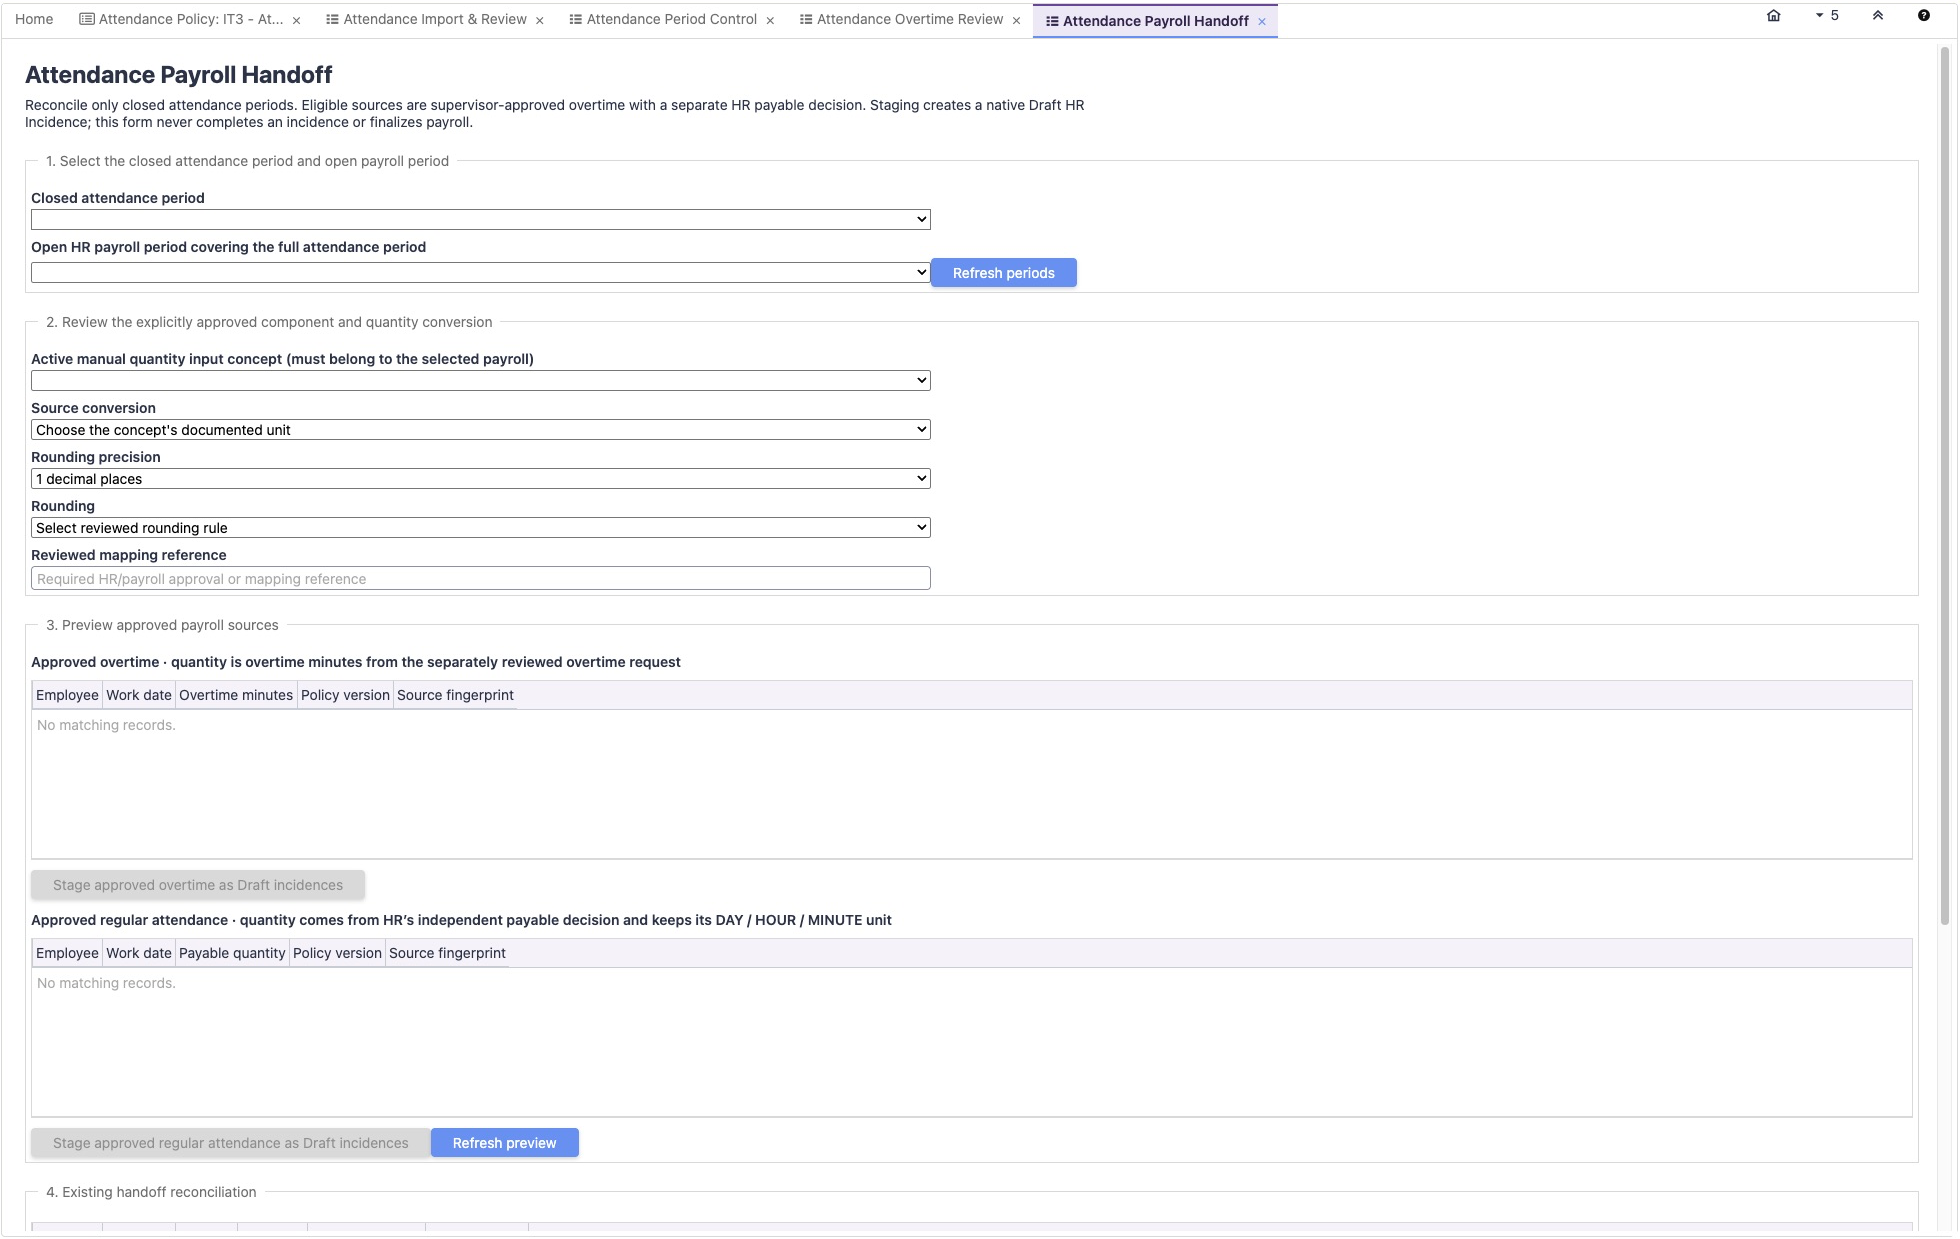 Home
Attendance Policy: IT3 - At... ×
Attendance Import & Review ×
Attendance Period Control ×
Attendance Overtime Review ×
Attendance Payroll Handoff ×
5
Attendance Payroll Handoff
Reconcile only closed attendance periods. Eligible sources are supervisor-approved overtime with a separate HR payable decision. Staging creates a native Draft HR
Incidence; this form never completes an incidence or finalizes payroll.
1. Select the closed attendance period and open payroll period
Closed attendance period
Open HR payroll period covering the full attendance period
Refresh periods
2. Review the explicitly approved component and quantity conversion
Active manual quantity input concept (must belong to the selected payroll)
Source conversion
Choose the concept's documented unit
Rounding precision
1 decimal places
Rounding
Select reviewed rounding rule
Reviewed mapping reference
Required HR/payroll approval or mapping reference
3. Preview approved payroll sources
Approved overtime · quantity is overtime minutes from the separately reviewed overtime request
Employee Work date Overtime minutes Policy version Source fingerprint
No matching records.
Stage approved overtime as Draft incidences
Approved regular attendance · quantity comes from HR’s independent payable decision and keeps its DAY / HOUR / MINUTE unit
Employee Work date Payable quantity Policy version Source fingerprint
No matching records.
Stage approved regular attendance as Draft incidences Refresh preview
4. Existing handoff reconciliation